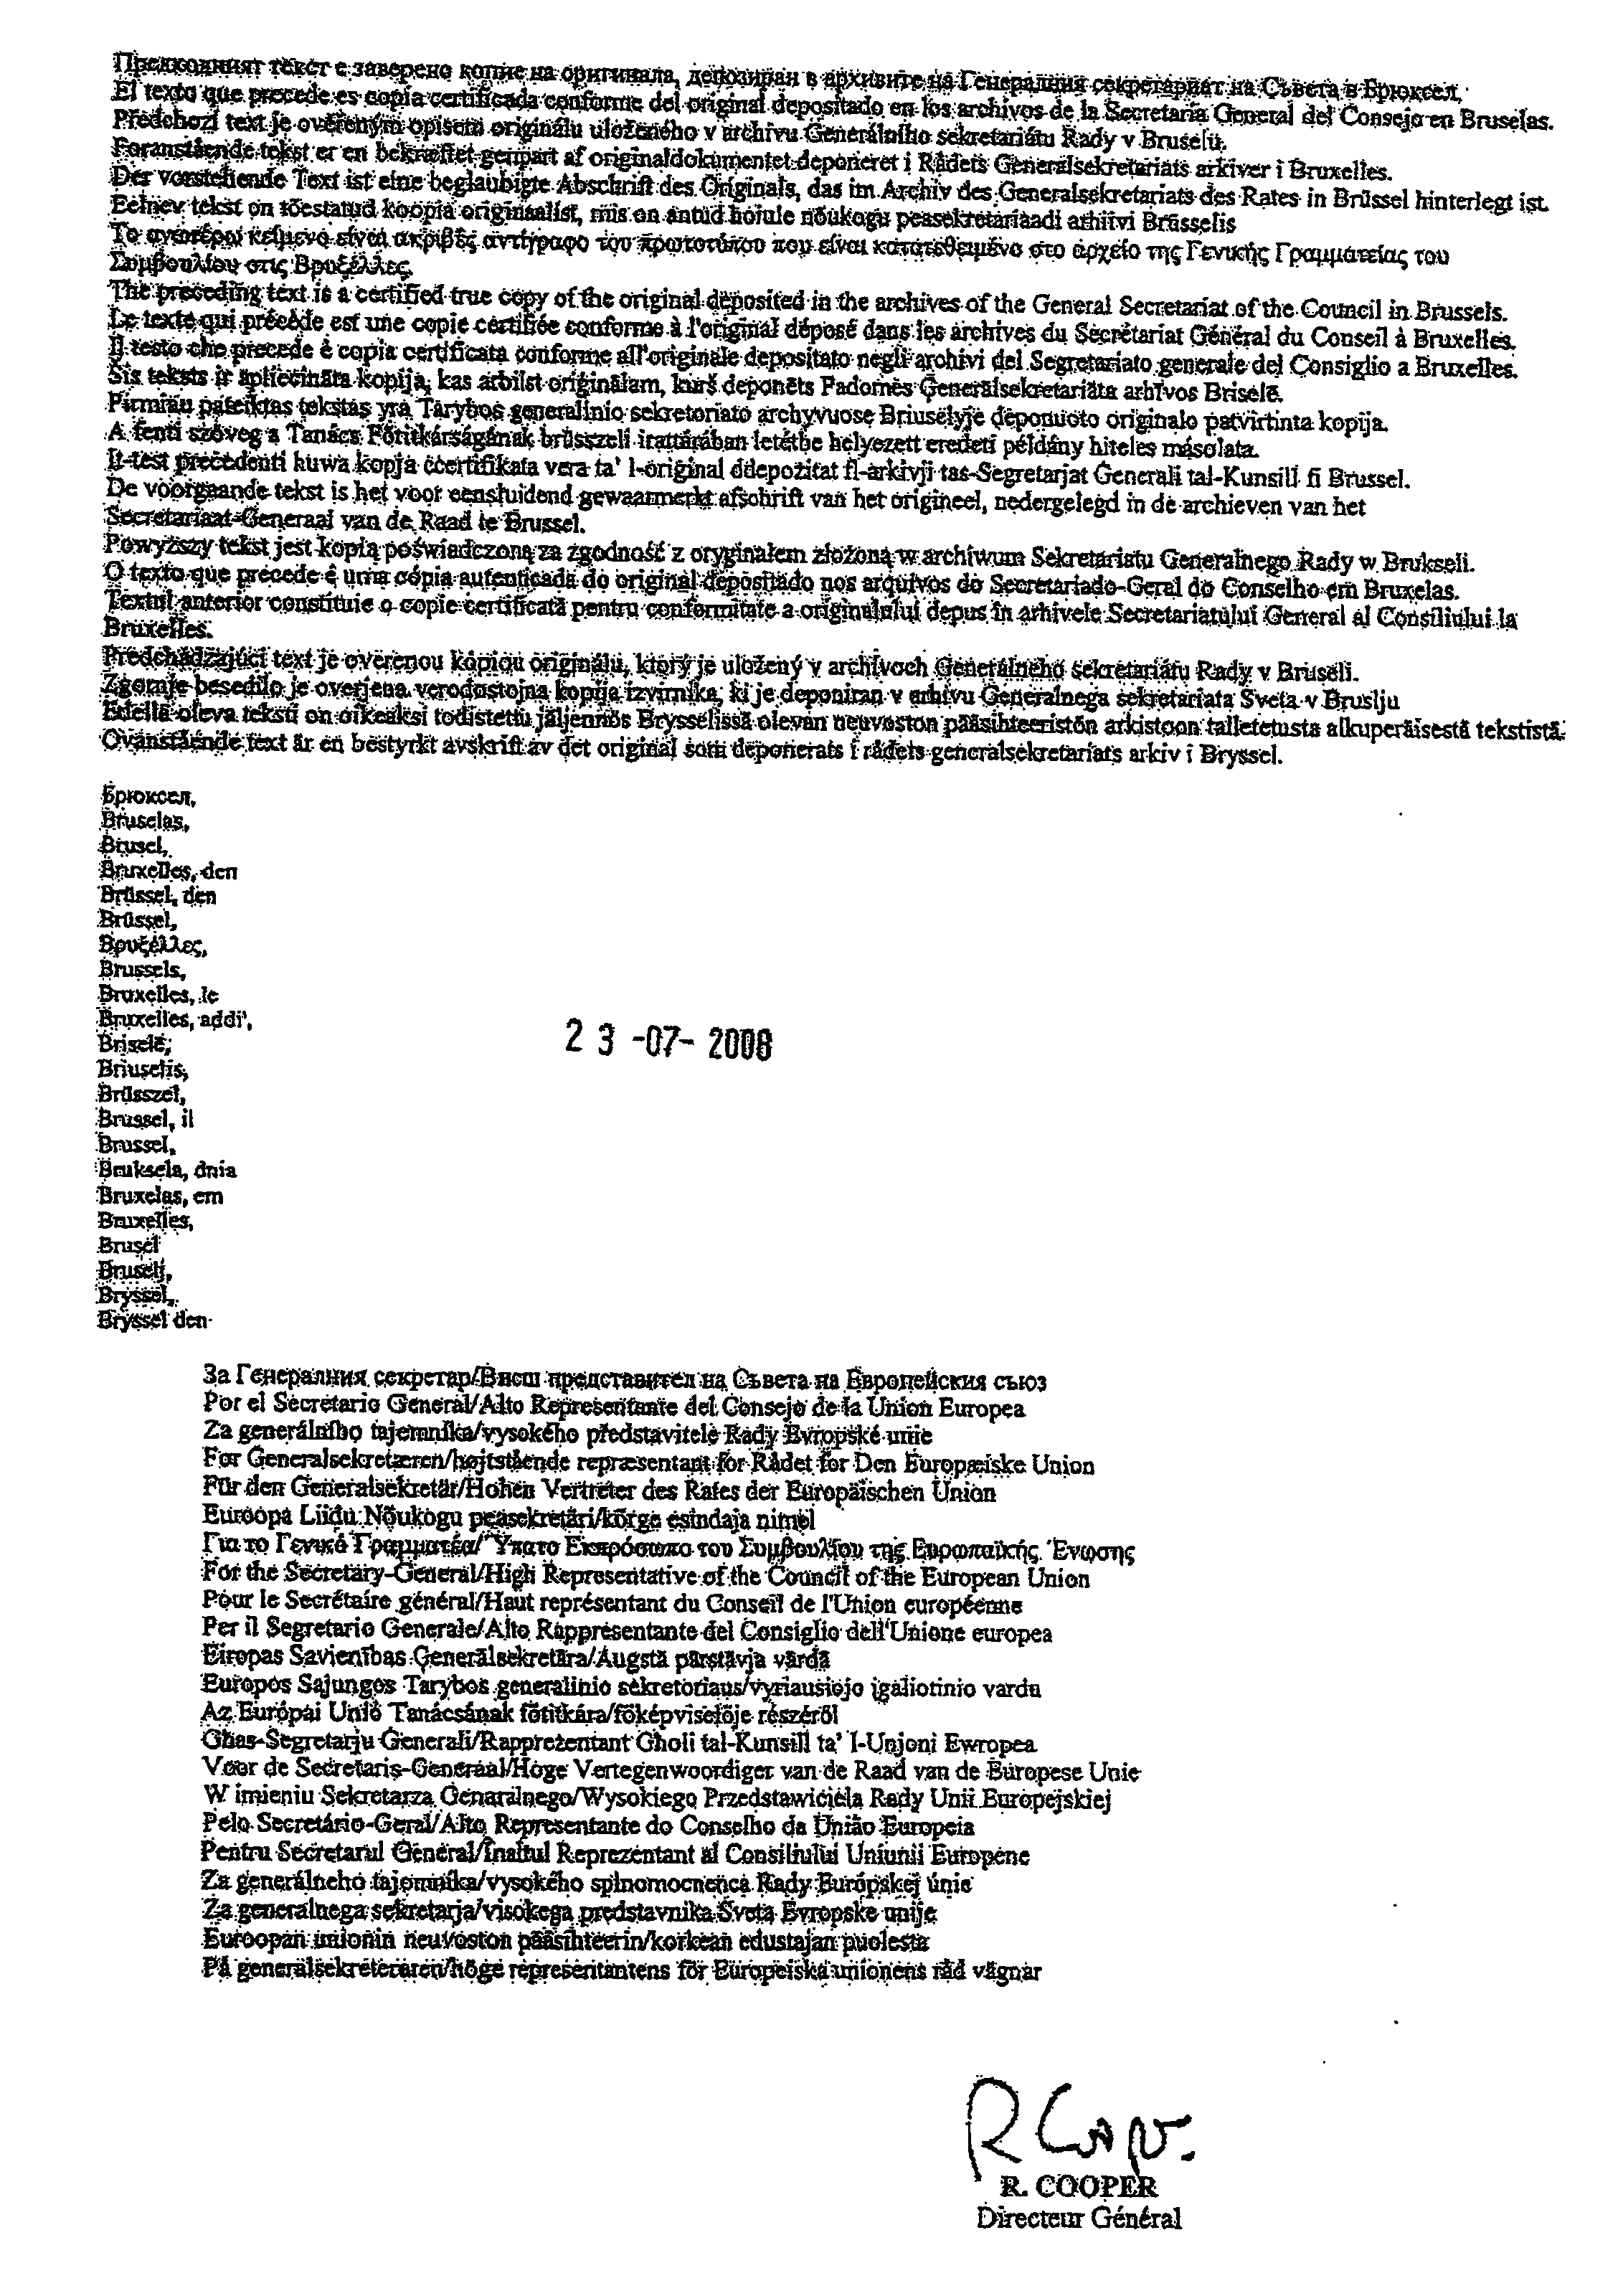 Предходният текст е заверено копие на оригинала, депозиран в архивите на Генералния секретариат на Съвета в Брюксел.
El texto que precede es copia certificada conforme del original depositado en los archivos de la Secretaría General del Consejo en Bruselas.
Předchozí text je ověřeným opisem originálu uloženého v archivu Generálního sekretariátu Rady v Bruselu.
Foranstående tekst er en bekræftet genpart af originaldokumentet deponeret i Rådets Generalsekretariats arkiver i Bruxelles.
Der vorstehende Text ist eine beglaubigte Abschrift des Originals, das im Archiv des Generalsekretariats des Rates in Brüssel hinterlegt ist.
Eelnev tekst on tõestatud koopia originaalist, mis on antud hoiule nõukogu peasekretariaadi arhiivi Brüsselis
Το ανωτέρω κείμενο είναι ακριβές αντίγραφο του πρωτοτύπου που είναι κατατεθειμένο στο αρχείο της Γενικής Γραμματείας του
Συμβουλίου στις Βρυξέλλες.
The preceding text is a certified true copy of the original deposited in the archives of the General Secretariat of the Council in Brussels.
Le texte qui précède est une copie certifiée conforme à l'original déposé dans les archives du Secrétariat Général du Conseil à Bruxelles.
Il testo che precede è copia certificata conforme all'originale depositato negli archivi del Segretariato generale del Consiglio a Bruxelles.
Šis teksts ir apliecināta kopija, kas atbilst oriģinālam, kurš deponēts Padomes Ģenerālsekretariāta arhīvos Briselē.
Pirmiau pateiktas tekstas yra Tarybos generalinio sekretoriato archyvuose Briuselyje deponuoto originalo patvirtinta kopija.
A fenti szöveg a Tanács Főtitkárságának brüsszeli irattárában letétbe helyezett eredeti példány hiteles másolata.
It-test preċedenti huwa kopja ċċertifikata vera ta' l-oriġinal ddepożitat fl-arkivji tas-Segretarjat Ġenerali tal-Kunsill fi Brussel.
De voorgaande tekst is het voor eensluidend gewaarmerkt afschrift van het origineel, nedergelegd in de archieven van het
Secretariaat-Generaal van de Raad te Brussel.
Powyższy tekst jest kopią poświadczoną za zgodność z oryginałem złożoną w archiwum Sekretariatu Generalnego Rady w Brukseli.
O texto que precede é uma cópia autenticada do original depositado nos arquivos do Secretariado-Geral do Conselho em Bruxelas.
Textul anterior constituie o copie certificată pentru conformitate a originalului depus în arhivele Secretariatului General al Consiliului la
Bruxelles.
Predchádzajúci text je overenou kópiou originálu, ktorý je uložený v archívoch Generálneho sekretariátu Rady v Bruseli.
Zgornje besedilo je overjena verodostojna kopija izvirnika, ki je deponiran v arhivu Generalnega sekretariata Sveta v Bruslju
Edellä oleva teksti on oikeaksi todistettu jäljennös Brysselissä olevan neuvoston pääsihteeristön arkistoon talletetusta alkuperäisestä tekstistä.
Ovanstående text är en bestyrkt avskrift av det original som deponerats i rådets generalsekretariats arkiv i Bryssel.
Брюксел,
Bruselas,
Brusel,
Bruxelles, den
Brüssel, den
Brüssel,
Βρυξέλλες,
Brussels,
Bruxelles, le
Bruxelles, addi',
Briselē,
Briuselis,
Brüsszel,
Brussel, il
Brussel,
Bruksela, dnia
Bruxelas, em
Bruxelles,
Brusel
Bruselj,
Bryssel,
Bryssel den
23 -07- 2008
За Генералния секретар/Висш представител на Съвета на Европейския съюз
Por el Secretario General/Alto Representante del Consejo de la Unión Europea
Za generálního tajemníka/vysokého představitele Rady Evropské unie
For Generalsekretæren/højtstående repræsentant for Rådet for Den Europæiske Union
Für den Generalsekretär/Hohen Vertreter des Rates der Europäischen Union
Euroopa Liidu Nõukogu peasekretäri/kõrge esindaja nimel
Για το Γενικό Γραμματέα/Ύπατο Εκπρόσωπο του Συμβουλίου της Ευρωπαϊκής Ένωσης
For the Secretary-General/High Representative of the Council of the European Union
Pour le Secrétaire général/Haut représentant du Conseil de l'Union européenne
Per il Segretario Generale/Alto Rappresentante del Consiglio dell'Unione europea
Eiropas Savienības Ģenerālsekretāra/Augstā pārstāvja vārdā
Europos Sąjungos Tarybos generalinio sekretoriaus/vyriausiojo įgaliotinio vardu
Az Európai Unió Tanácsának főtitkára/főképviselője részéről
Għas-Segretarju Ġenerali/Rappreżentant Għoli tal-Kunsill ta' l-Unjoni Ewropea
Voor de Secretaris-Generaal/Hoge Vertegenwoordiger van de Raad van de Europese Unie
W imieniu Sekretarza Generalnego/Wysokiego Przedstawiciela Rady Unii Europejskiej
Pelo Secretário-Geral/Alto Representante do Conselho da União Europeia
Pentru Secretarul General/Înaltul Reprezentant al Consiliului Uniunii Europene
Za generálneho tajomníka/vysokého splnomocnenca Rady Európskej únie
Za generalnega sekretarja/visokega predstavnika Sveta Evropske unije
Euroopan unionin neuvoston pääsihteerin/korkean edustajan puolesta
På generalsekreteraren/höge representantens för Europeiska unionens råd vägnar
R Cooper.
R. COOPER
Directeur Général